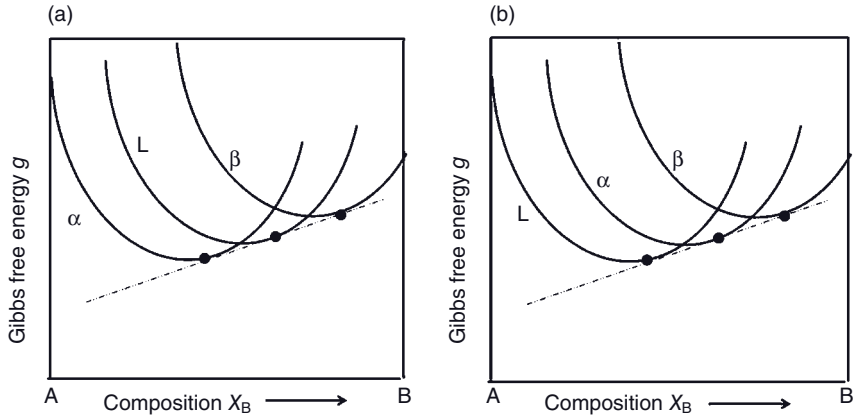 (a)
Gibbs free energy g
L
β
α
A
B
Composition X_B
(b)
Gibbs free energy g
β
α
L
A
B
Composition X_B